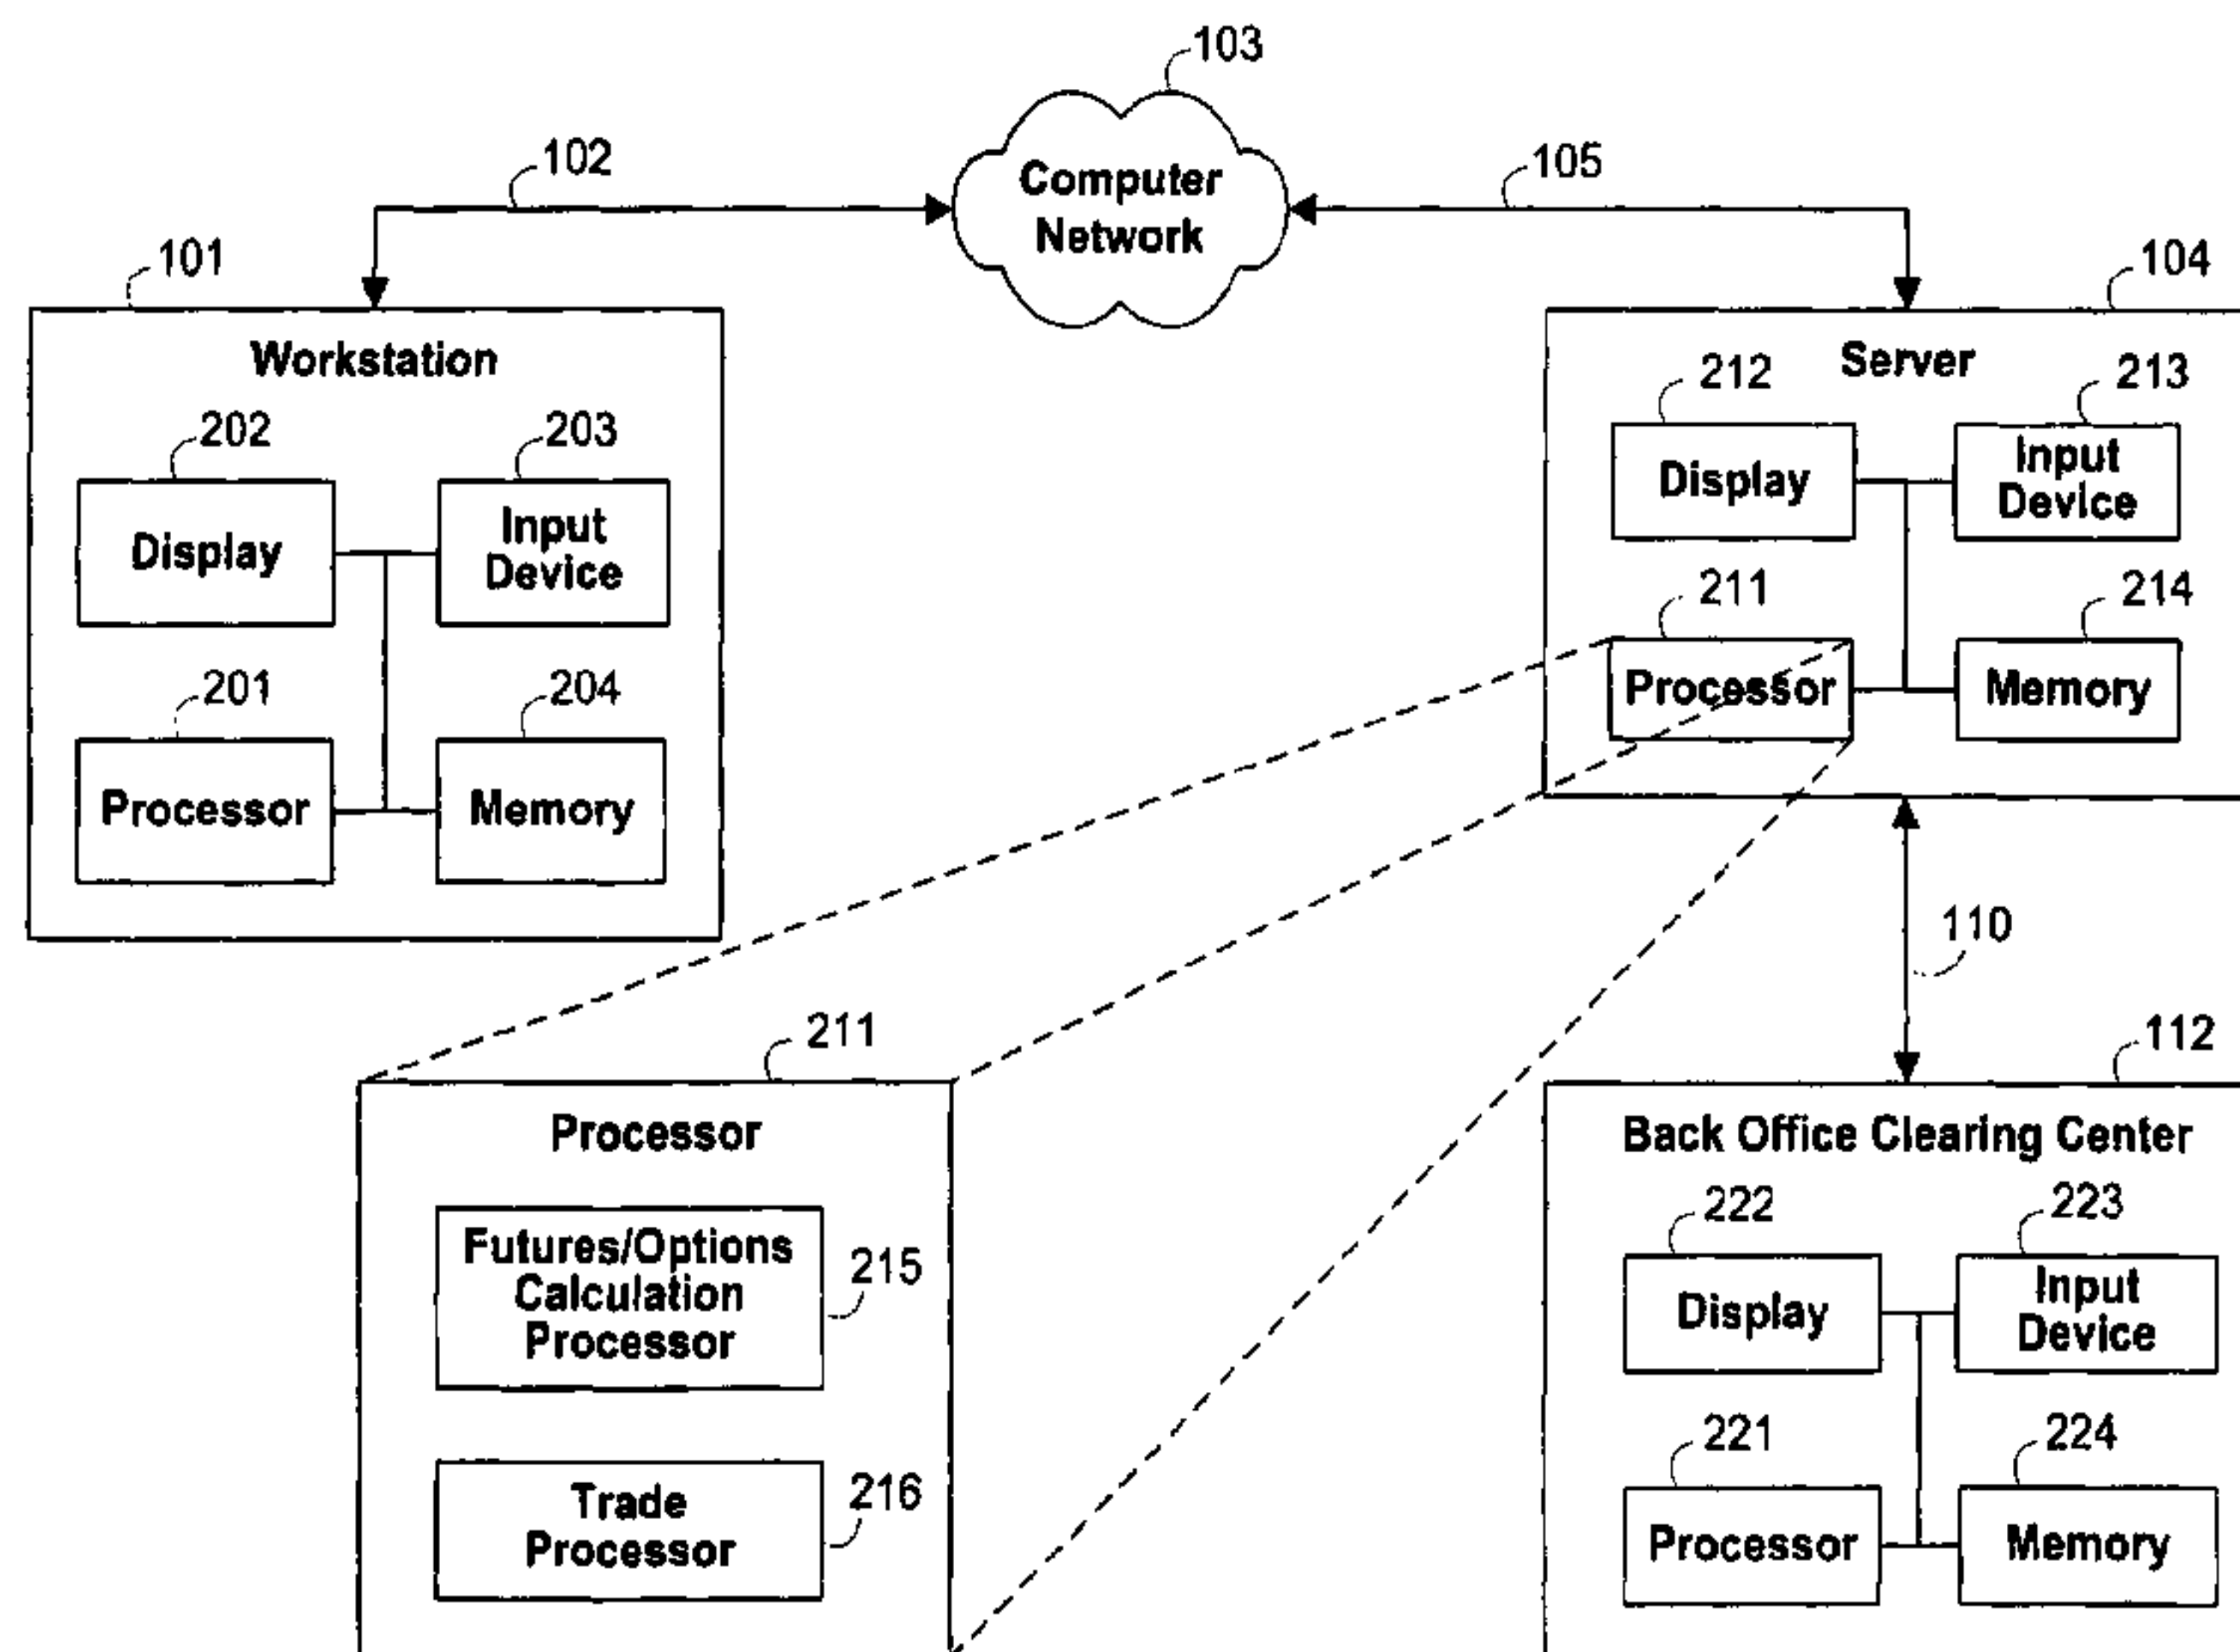 103
102
Computer
Network
105
101
104
Workstation
Server
212
213
202
203
Display
Input
Device
Display
Input
Device
211
214
201
204
Processor
Memory
Processor
Memory
110
211
112
Processor
Back Office Clearing Center
222
223
Futures/Options
Calculation
Processor
215
Display
Input
Device
221
224
Trade
Processor
216
Processor
Memory